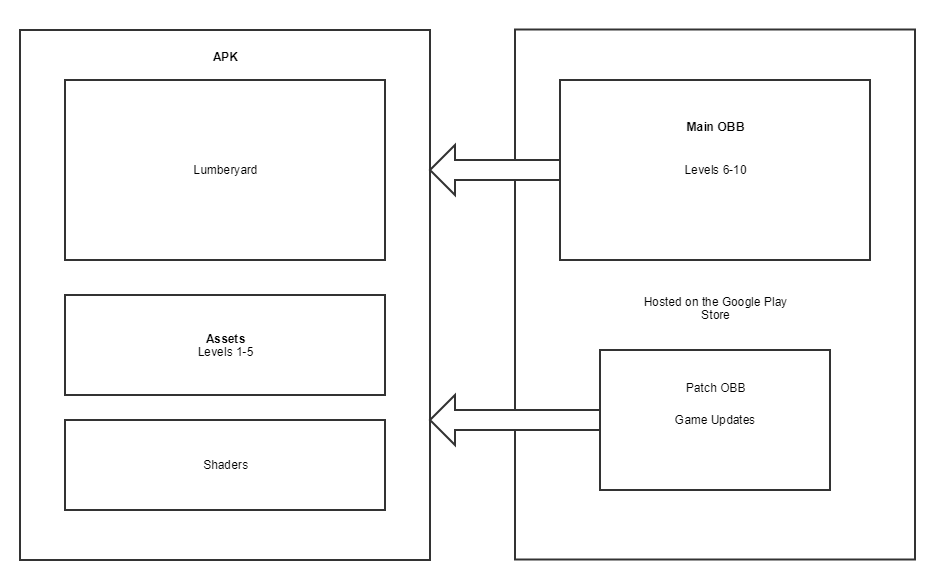 APK
Lumberyard
Assets
Levels 1-5
Shaders
Main OBB
Levels 6-10
Hosted on the Google Play
Store
Patch OBB
Game Updates